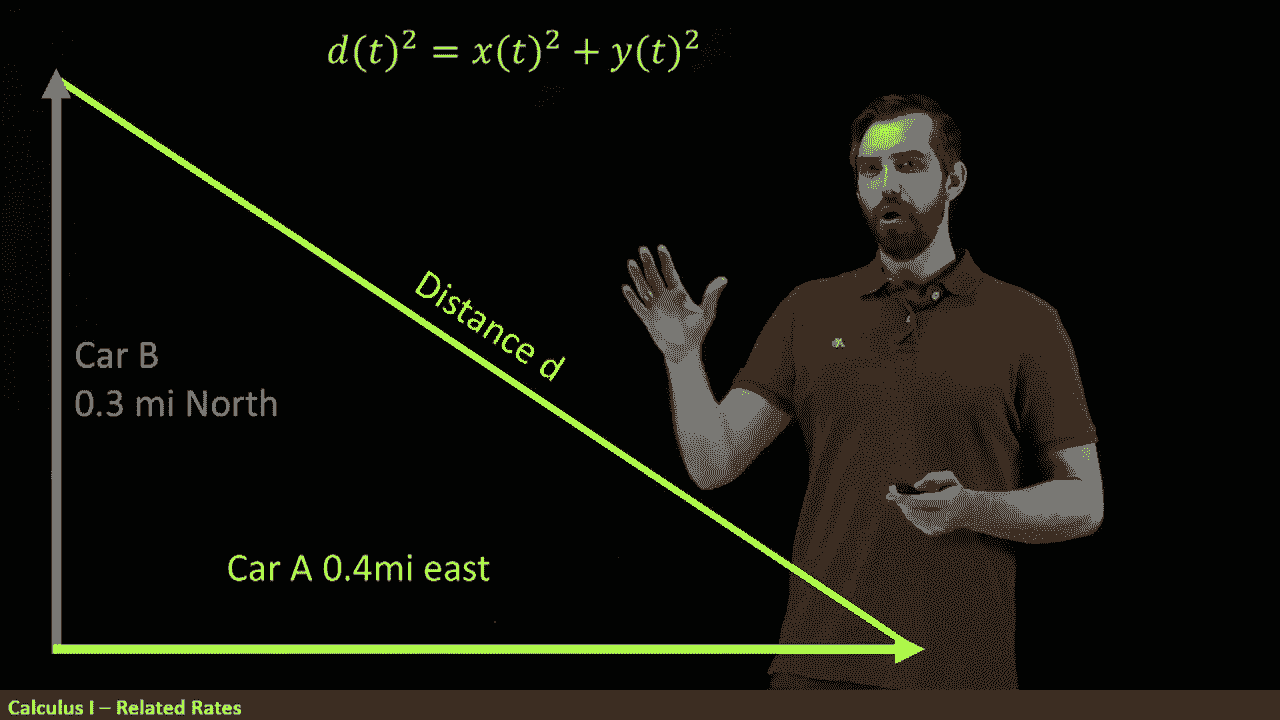 d(t)² = x(t)² + y(t)²
Distance d
Car B
0.3 mi North
Car A 0.4mi east
Calculus I – Related Rates